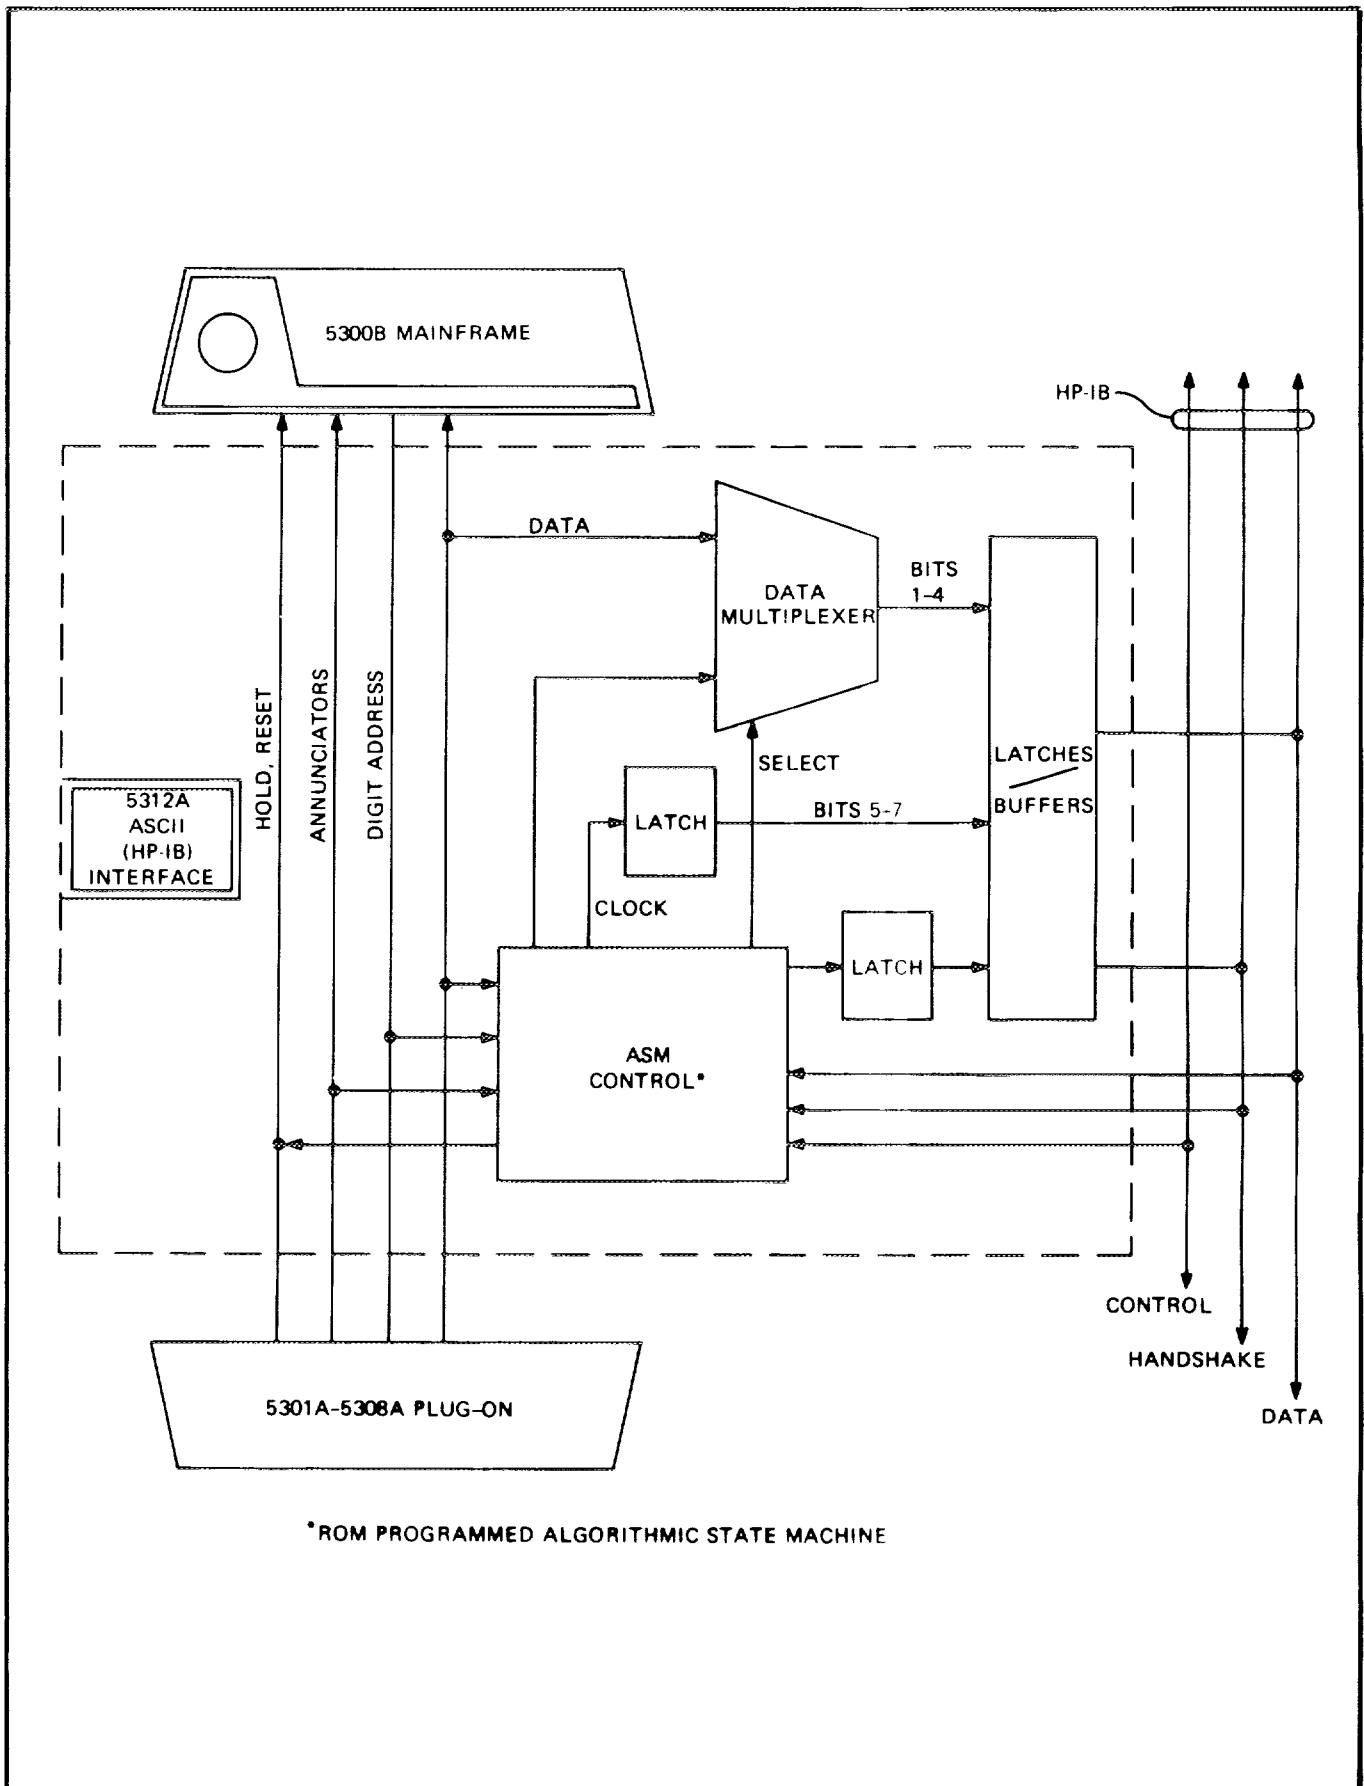 5300B MAINFRAME
HP-IB
DATA
BITS
1-4
DATA
MULTIPLEXER
HOLD, RESET
ANNUNCIATORS
DIGIT ADDRESS
SELECT
LATCHES
/
BUFFERS
5312A
ASCII
(HP-IB)
INTERFACE
LATCH
BITS 5-7
CLOCK
LATCH
ASM
CONTROL*
CONTROL
HANDSHAKE
DATA
5301A-5308A PLUG-ON
*ROM PROGRAMMED ALGORITHMIC STATE MACHINE